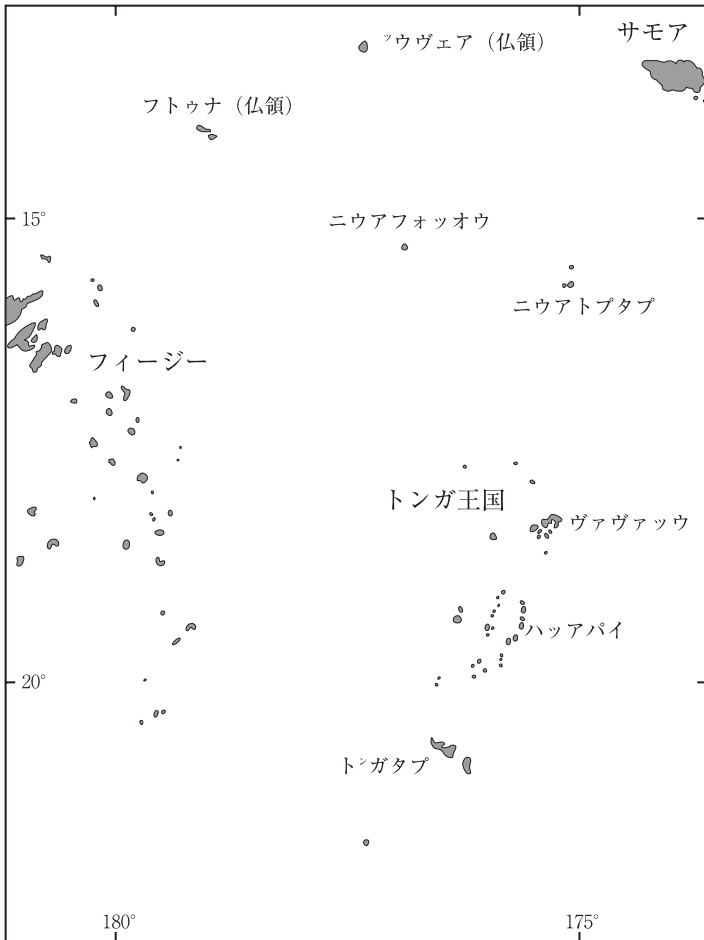 ッウヴェア（仏領）
サモア
フトゥナ（仏領）
15°
ニウアフォッオウ
ニウアトプタプ
フィージー
トンガ王国
ヴァヴァッウ
ハッアパイ
20°
トンガタプ
180°
175°